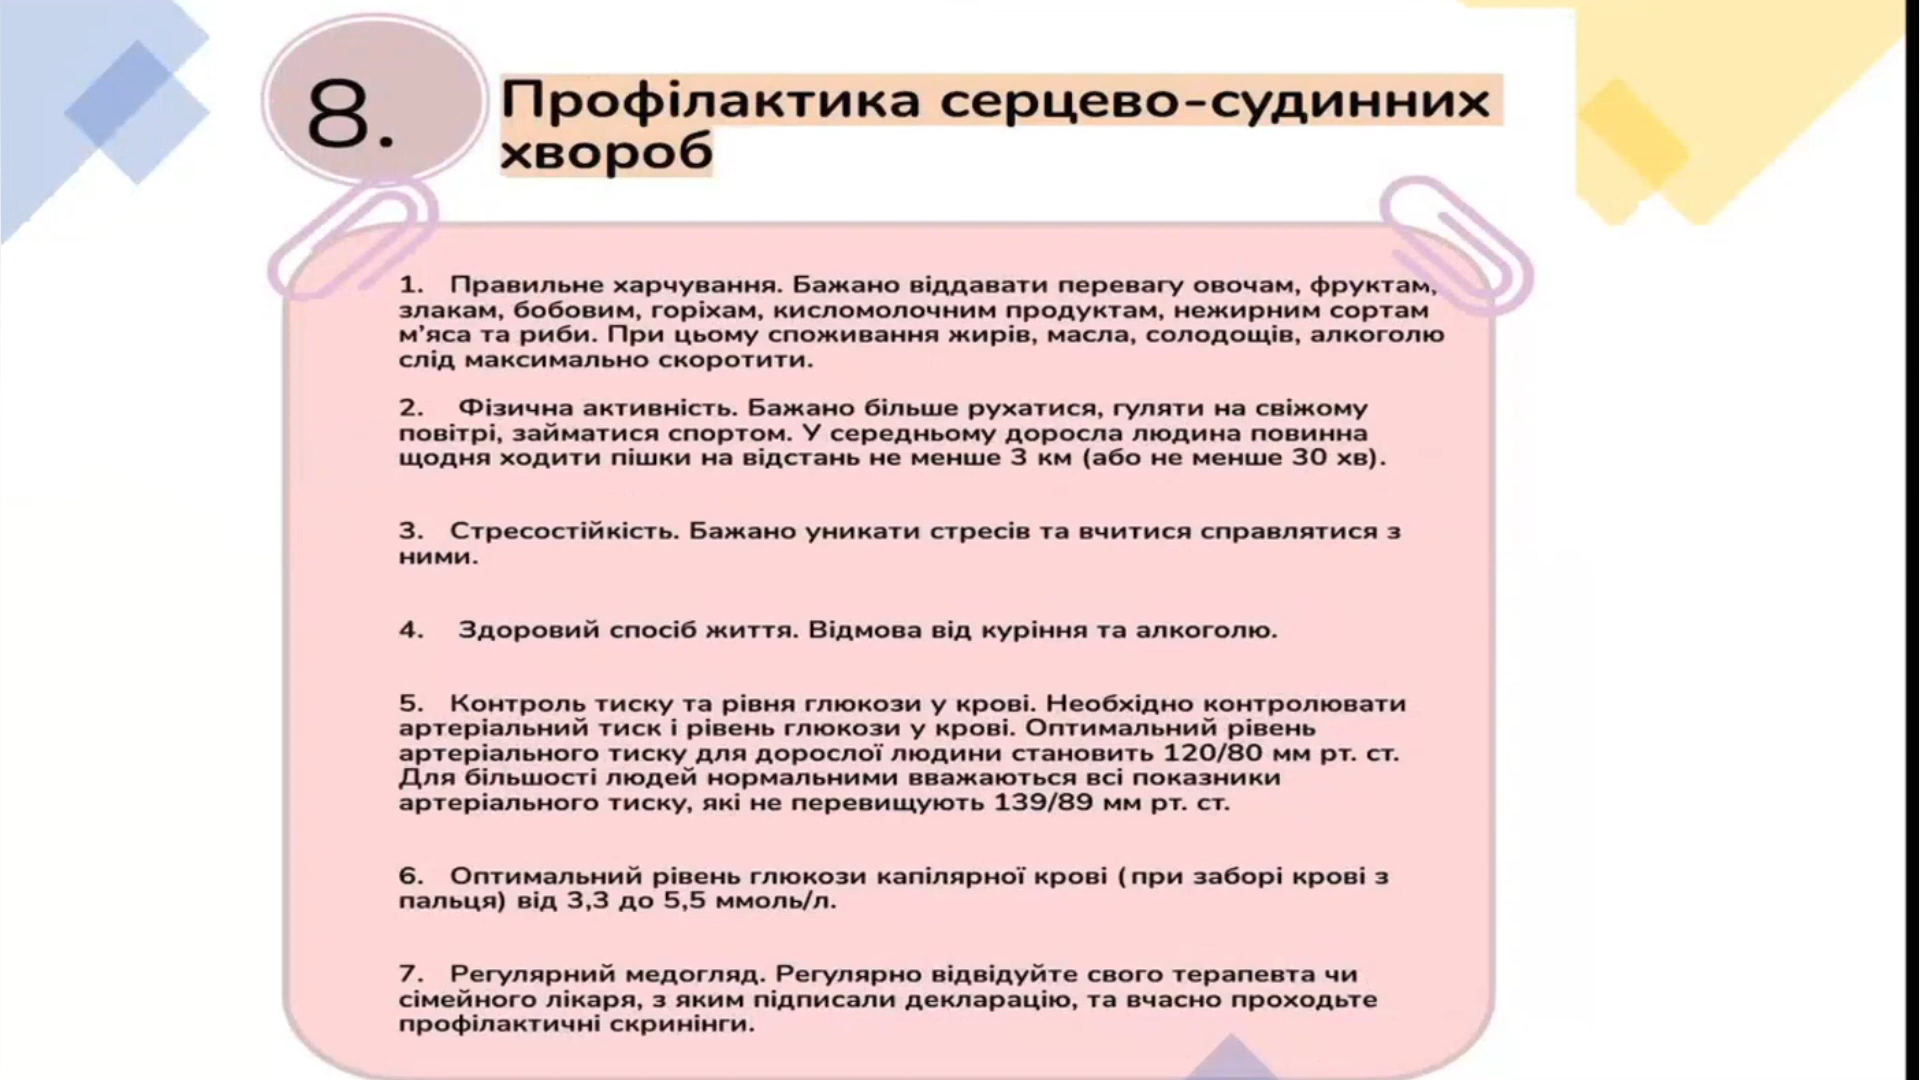 8.
Профілактика серцево-судинних
хвороб
1. Правильне харчування. Бажано віддавати перевагу овочам, фруктам,
злакам, бобовим, горіхам, кисломолочним продуктам, нежирним сортам
м’яса та риби. При цьому споживання жирів, масла, солодощів, алкоголю
слід максимально скоротити.
2. Фізична активність. Бажано більше рухатися, гуляти на свіжому
повітрі, займатися спортом. У середньому доросла людина повинна
щодня ходити пішки на відстань не менше 3 км (або не менше 30 хв).
3. Стресостійкість. Бажано уникати стресів та вчитися справлятися з
ними.
4. Здоровий спосіб життя. Відмова від куріння та алкоголю.
5. Контроль тиску та рівня глюкози у крові. Необхідно контролювати
артеріальний тиск і рівень глюкози у крові. Оптимальний рівень
артеріального тиску для дорослої людини становить 120/80 мм рт. ст.
Для більшості людей нормальними вважаються всі показники
артеріального тиску, які не перевищують 139/89 мм рт. ст.
6. Оптимальний рівень глюкози капілярної крові (при заборі крові з
пальця) від 3,3 до 5,5 ммоль/л.
7. Регулярний медогляд. Регулярно відвідуйте свого терапевта чи
сімейного лікаря, з яким підписали декларацію, та вчасно проходьте
профілактичні скринінги.